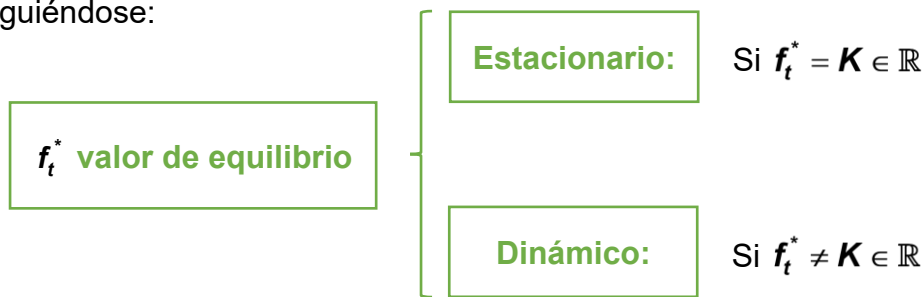 guiéndose:
Estacionario: Si f_t^* = K ∈ ℝ
f_t^* valor de equilibrio
Dinámico: Si f_t^* ≠ K ∈ ℝ